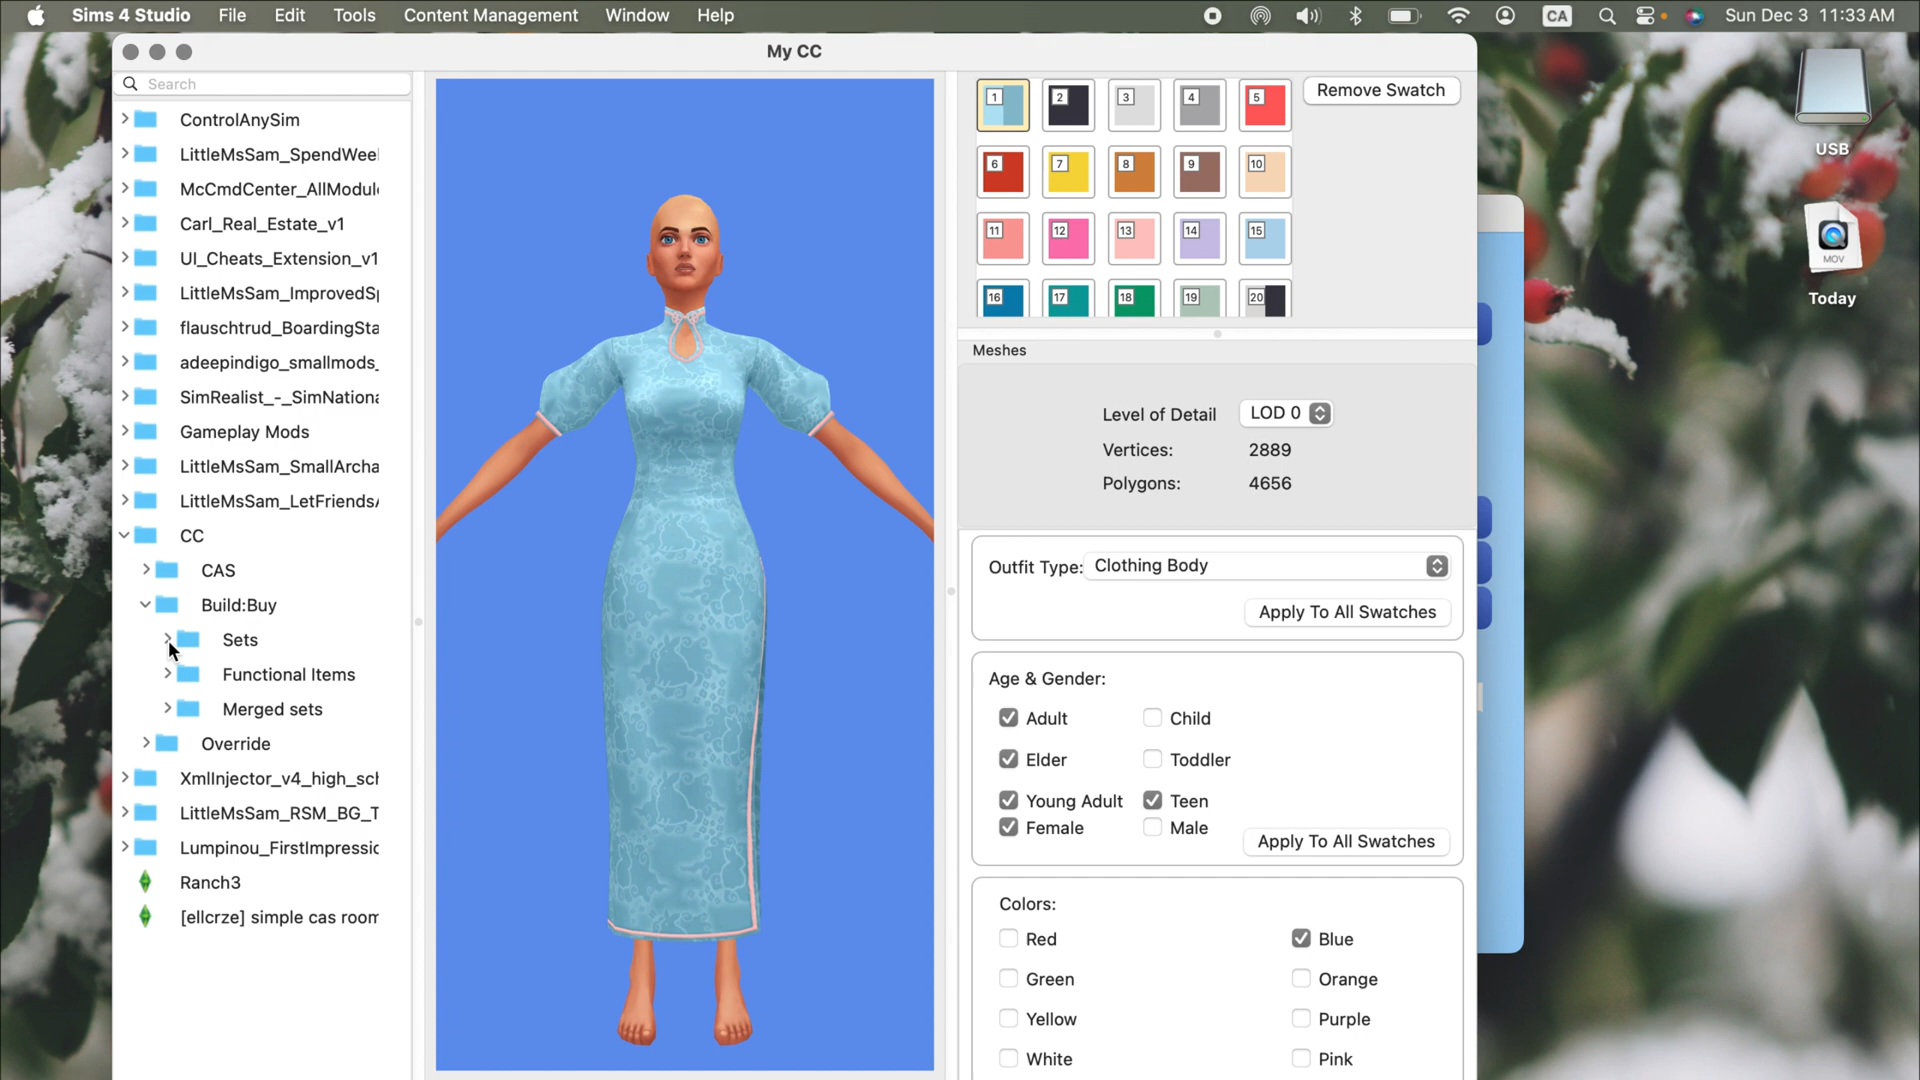 Sims 4 Studio File Edit Tools Content Management Window Help CA Sun Dec 3 11:33 AM
My CC
Search
ControlAnySim
LittleMsSam_SpendWee
McCmdCenter_AllModul
Carl_Real_Estate_v1
UI_Cheats_Extension_v1
LittleMsSam_ImprovedS
flauschtrud_BoardingSta
adeepindigo_smallmods_
SimRealist_-_SimNationa
Gameplay Mods
LittleMsSam_SmallArcha
LittleMsSam_LetFriends
CC
CAS
Build:Buy
Sets
Functional Items
Merged sets
Override
XmlInjector_v4_high_sch
LittleMsSam_RSM_BG_T
Lumpinou_FirstImpressic
Ranch3
[ellcrze] simple cas room
1 2 3 4 5
6 7 8 9 10
11 12 13 14 15
16 17 18 19 20
Remove Swatch
Meshes
Level of Detail LOD 0
Vertices: 2889
Polygons: 4656
Outfit Type: Clothing Body
Apply To All Swatches
Age & Gender:
Adult Child
Elder Toddler
Young Adult Teen
Female Male
Apply To All Swatches
Colors:
Red Blue
Green Orange
Yellow Purple
White Pink
USB
MOV
Today